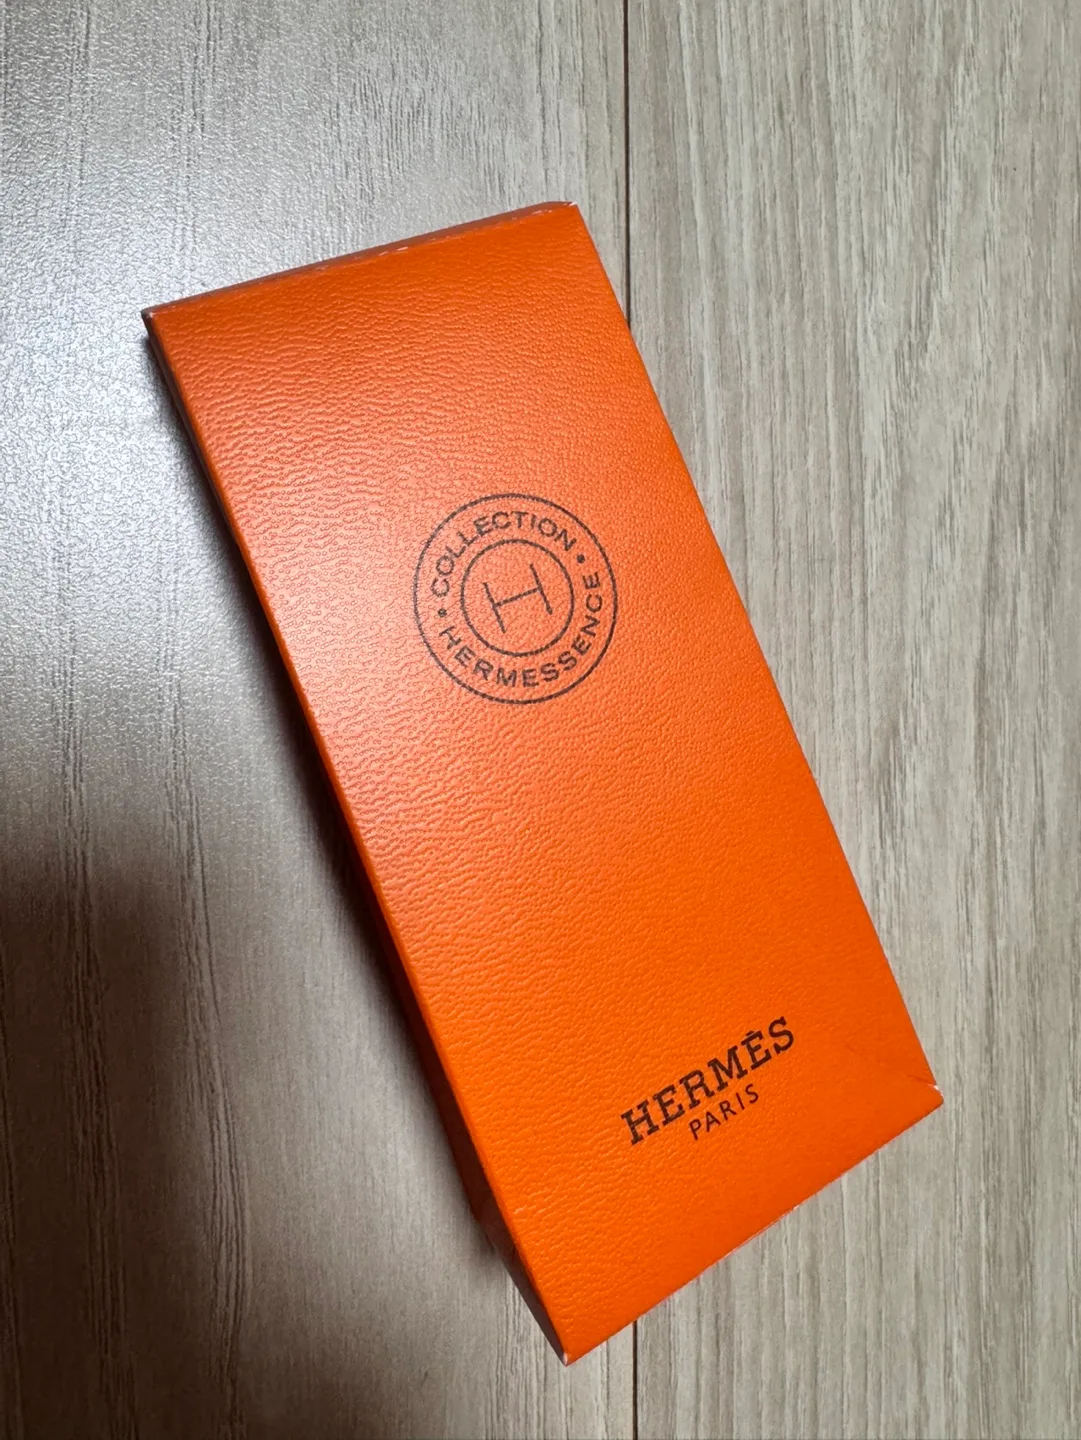 • COLLECTION •
HERMESSENCE
H
HERMÈS
PARIS